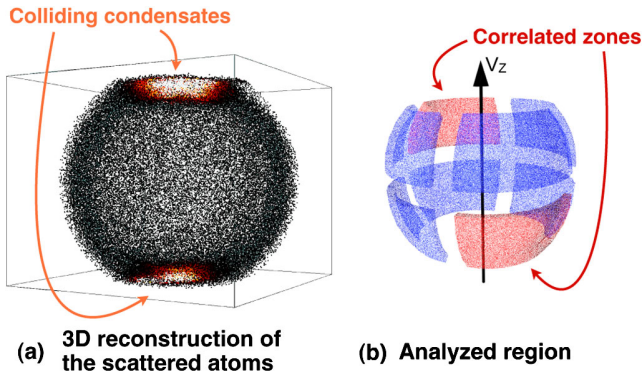 Colliding condensates
Correlated zones
Vz
(a) 3D reconstruction of
the scattered atoms
(b) Analyzed region